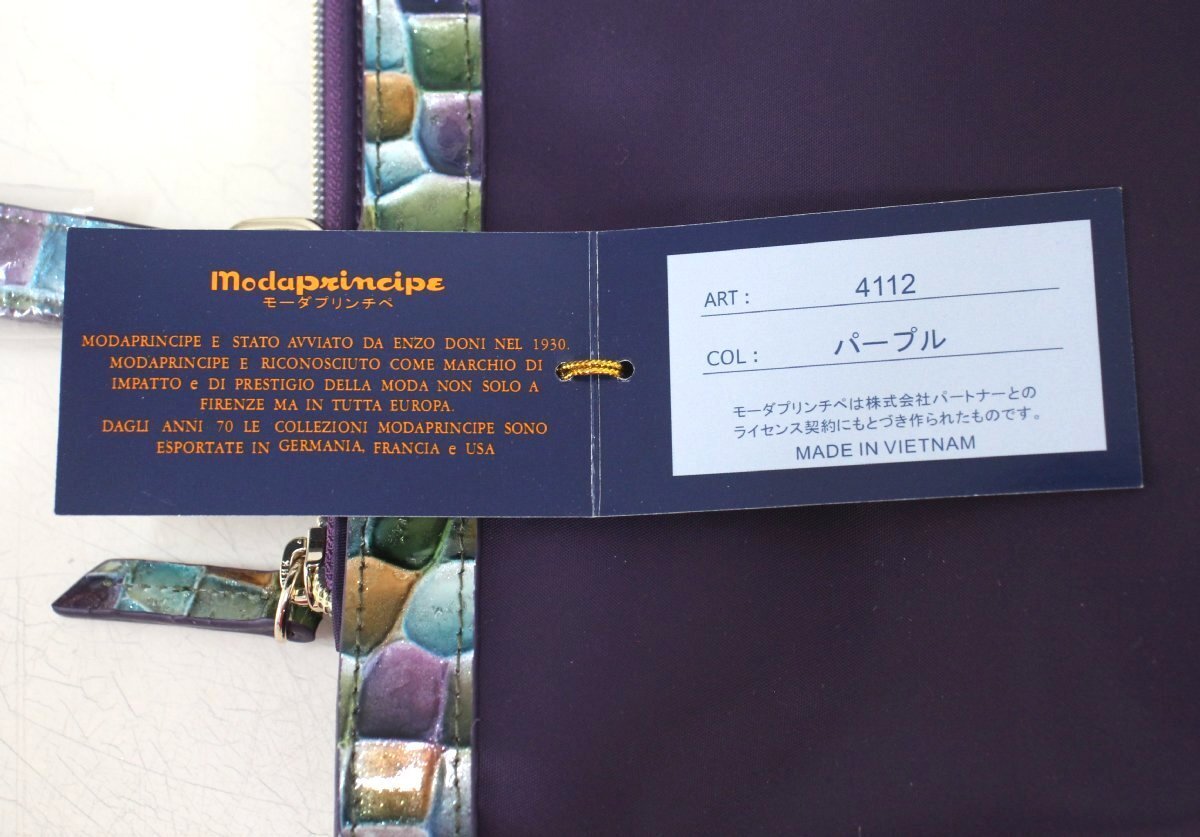 Modaprincipe
モーダプリンチペ
MODAPRINCIPE E STATO AVVIATO DA ENZO DONI NEL 1930.
MODAPRINCIPE E RICONOSCIUTO COME MARCHIO DI
IMPATTO e DI PRESTIGIO DELLA MODA NON SOLO A
FIRENZE MA IN TUTTA EUROPA.
DAGLI ANNI 70 LE COLLEZIONI MODAPRINCIPE SONO
ESPORTATE IN GERMANIA, FRANCIA e USA
ART : 4112
COL : パープル
モーダプリンチペは株式会社パートナーとの
ライセンス契約にもとづき作られたものです。
MADE IN VIETNAM